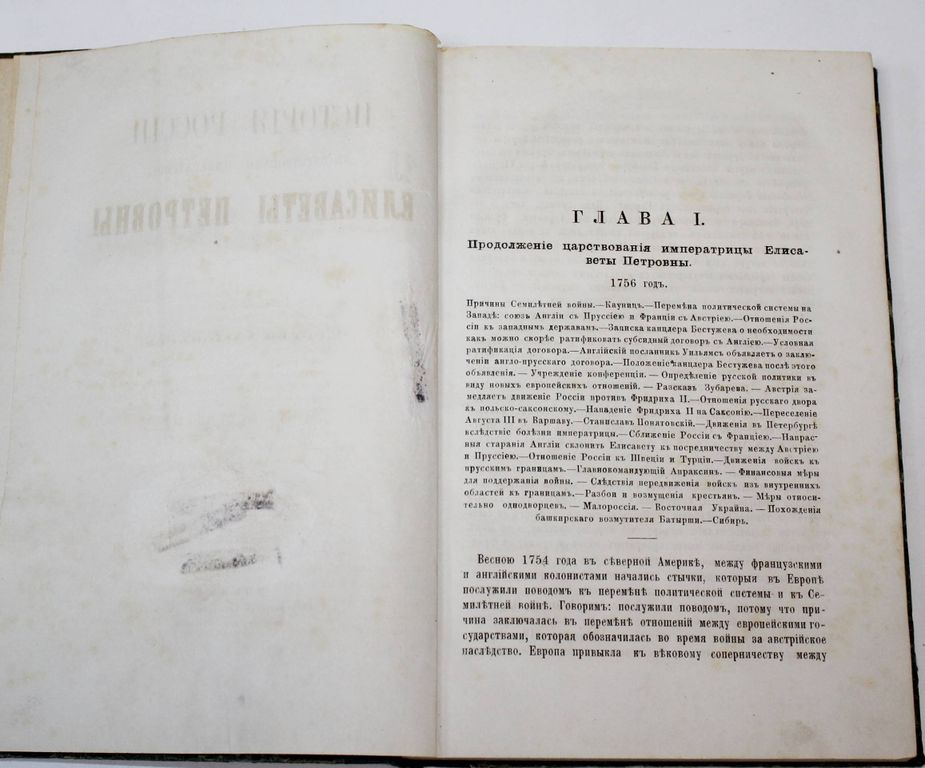 ИСТОРІЯ РОССІИ
ЕЛИСАВЕТЫ ПЕТРОВНЫ
ГЛАВА I.
Продолженіе царствованія императрицы Елиса-
веты Петровны.
1756 годъ.
Причины Семилѣтней войны.—Кауницъ.—Перемѣна политической системы на
Западѣ: союзъ Англіи съ Пруссіею и Франціи съ Австріею.—Отношенія Рос-
сіи къ западнымъ державамъ.—Записка канцлера Бестужева о необходимости
какъ можно скорѣе ратификовать субсидный договоръ съ Англіею.—Условная
ратификація договора.—Англійскій посланникъ Уильямсъ объявляетъ о заклю-
ченіи англо-прусскаго договора.—Положеніе канцлера Бестужева послѣ этого
объявленія. — Учрежденіе конференціи. — Опредѣленіе русской политики въ
виду новыхъ европейскихъ отношеній. — Разсказъ Зубарева. — Австрія за-
медляетъ движеніе Россіи противъ Фридриха II.—Отношенія русскаго двора
къ польско-саксонскому.—Нападеніе Фридриха II на Саксонію.—Переселеніе
Августа III въ Варшаву.—Станиславъ Понятовскій.—Движенія въ Петербургѣ
вслѣдствіе болѣзни императрицы.—Сближеніе Россіи съ Франціею.—Напрас-
ныя старанія Англіи склонить Елисавету къ посредничеству между Австріею
и Пруссіею.—Отношеніе Россіи къ Швеціи и Турціи.—Движенія войскъ къ
прусскимъ границамъ.—Главнокомандующій Апраксинъ. — Финансовыя мѣры
для поддержанія войны. — Слѣдствія передвиженія войскъ изъ внутреннихъ
областей къ границамъ.—Разбои и возмущенія крестьянъ. — Мѣры относи-
тельно однодворцевъ. — Малороссія. — Восточная Украйна. — Похожденія
башкирскаго возмутителя Батырши.—Сибирь.
Весною 1754 года въ сѣверной Америкѣ, между французскими
и англійскими колонистами начались стычки, которыя въ Европѣ
послужили поводомъ къ перемѣнѣ политической системы и къ Се-
милѣтней войнѣ. Говоримъ: послужили поводомъ, потому что при-
чина заключалась въ перемѣнѣ отношеній между европейскими го-
сударствами, которая обозначилась во время войны за австрійское
наслѣдство. Европа привыкла къ вѣковому соперничеству между